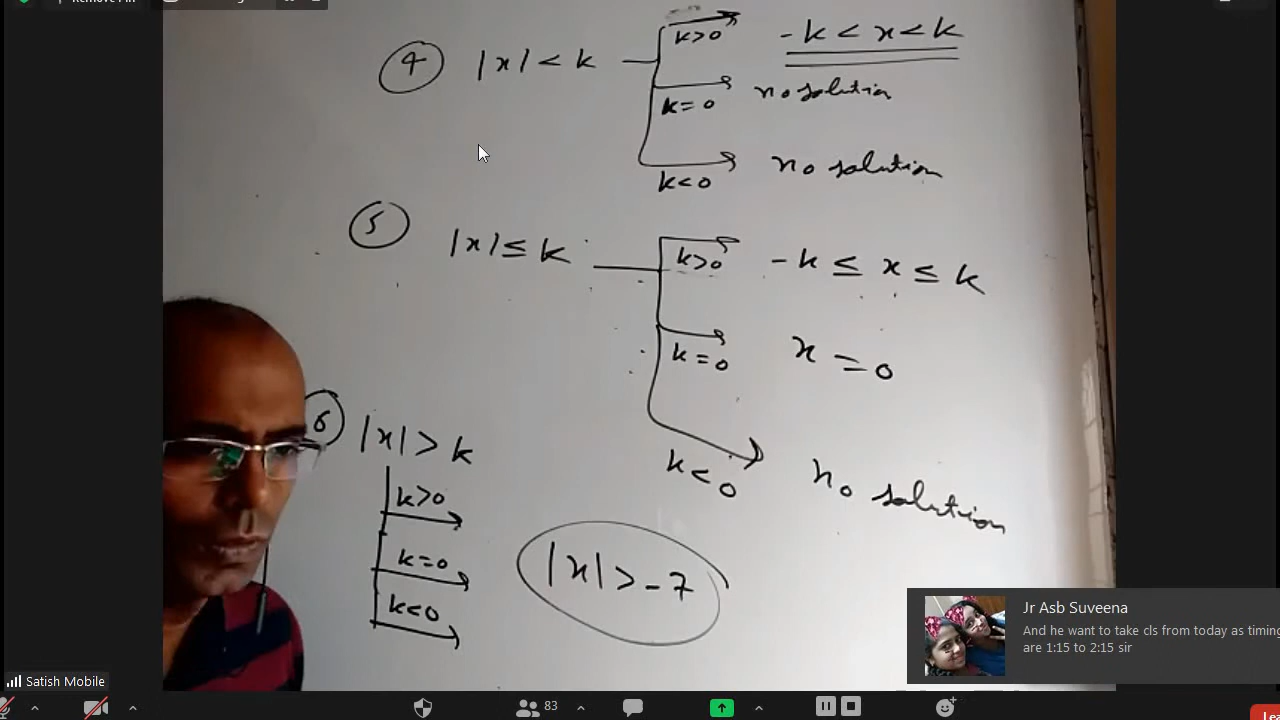 ④ |x| < k
k>0 -k < x < k
k=0 no solution
k<0 no solution
⑤ |x| ≤ k
k>0 -k ≤ x ≤ k
k=0 x = 0
k<0 no solution
⑥ |x| > k
k>0
k=0
k<0
|x| > -7
Jr Asb Suveena
And he want to take cls from today as timing
are 1:15 to 2:15 sir
Satish Mobile
83